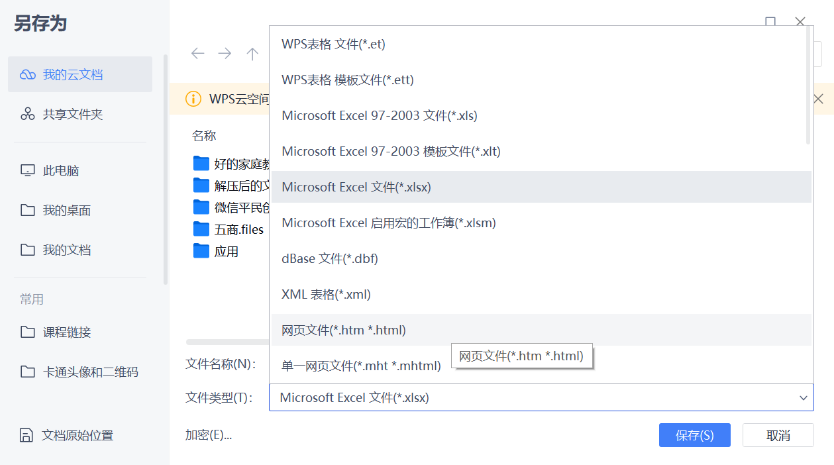 另存为
我的云文档
共享文件夹
此电脑
我的桌面
我的文档
常用
课程链接
卡通头像和二维码
文档原始位置
WPS云空间
名称
好的家庭教
解压后的文
微信平民创
五商.files
应用
WPS表格 文件(*.et)
WPS表格 模板文件(*.ett)
Microsoft Excel 97-2003 文件(*.xls)
Microsoft Excel 97-2003 模板文件(*.xlt)
Microsoft Excel 文件(*.xlsx)
Microsoft Excel 启用宏的工作簿(*.xlsm)
dBase 文件(*.dbf)
XML 表格(*.xml)
网页文件(*.htm *.html)
单一网页文件(*.mht *.mhtml)
网页文件(*.htm *.html)
文件名称(N):
文件类型(T): Microsoft Excel 文件(*.xlsx)
加密(E)... 保存(S) 取消